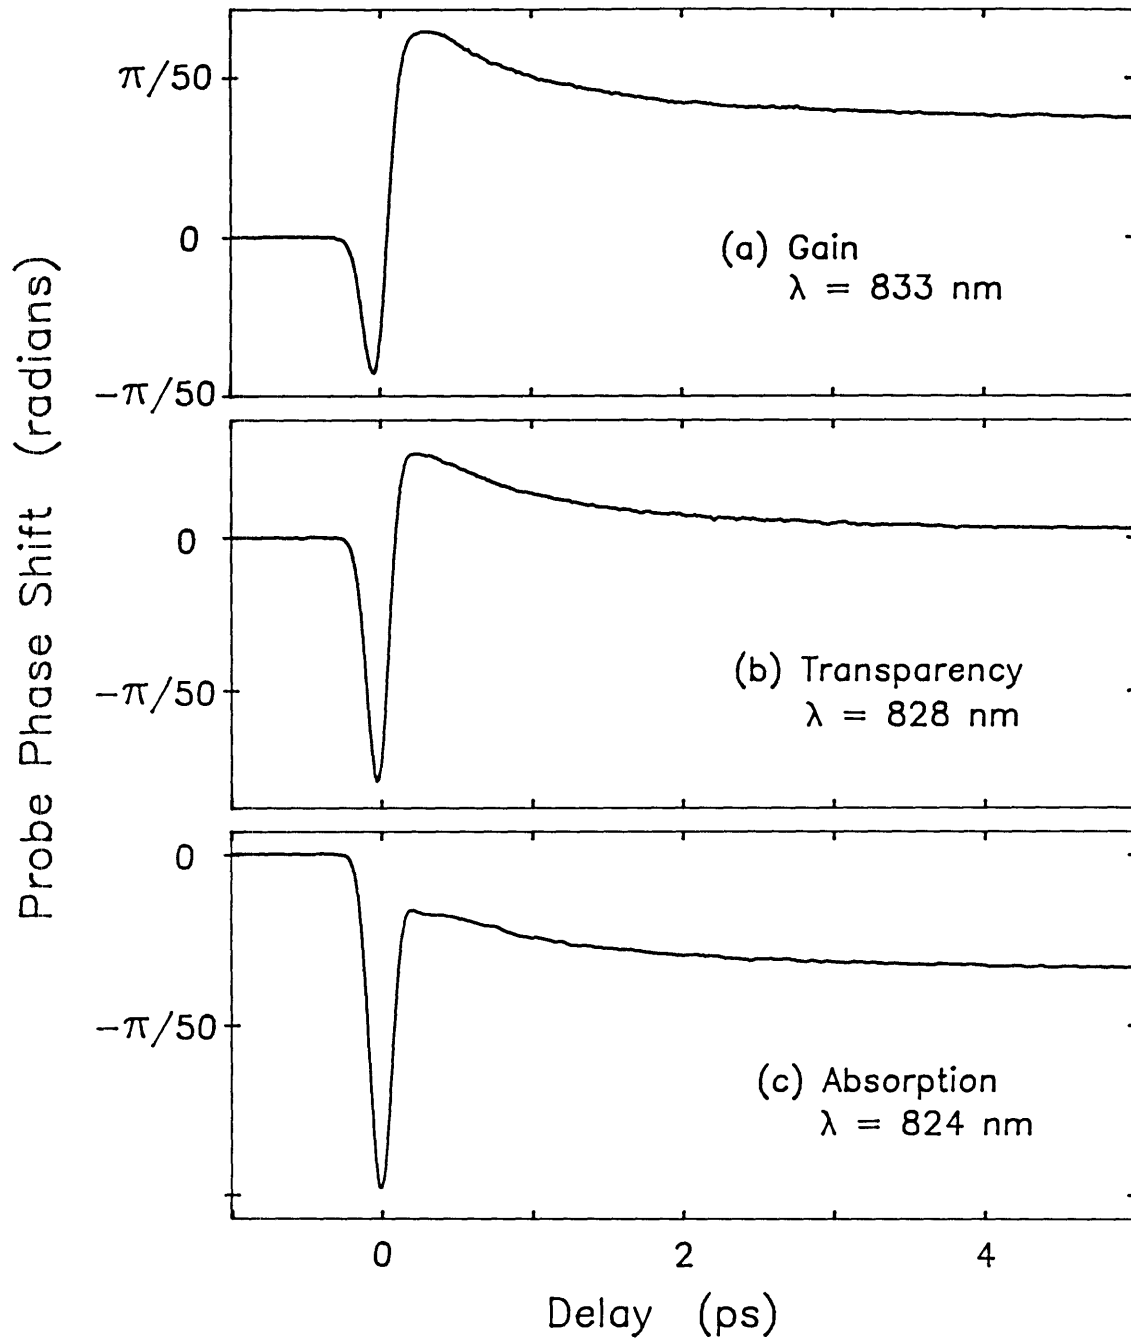 Probe Phase Shift (radians)
π/50
0
−π/50
(a) Gain
λ = 833 nm
0
−π/50
(b) Transparency
λ = 828 nm
0
−π/50
(c) Absorption
λ = 824 nm
0 2 4
Delay (ps)